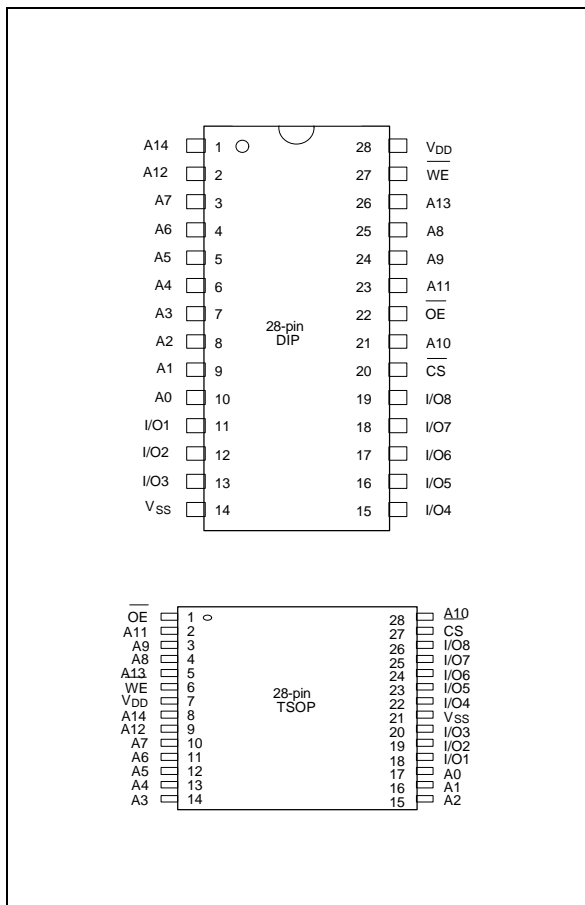 A14 1 28 VDD
A12 2 27 WE
A7 3 26 A13
A6 4 25 A8
A5 5 24 A9
A4 6 23 A11
A3 7 22 OE
28-pin
A2 8 21 A10
DIP
A1 9 20 CS
A0 10 19 I/O8
I/O1 11 18 I/O7
I/O2 12 17 I/O6
I/O3 13 16 I/O5
VSS 14 15 I/O4
OE 1 28 A10
A11 2 27 CS
A9 3 26 I/O8
A8 4 25 I/O7
A13 5 24 I/O6
WE 6 23 I/O5
28-pin
VDD 7 22 I/O4
TSOP
A14 8 21 VSS
A12 9 20 I/O3
A7 10 19 I/O2
A6 11 18 I/O1
A5 12 17 A0
A4 13 16 A1
A3 14 15 A2